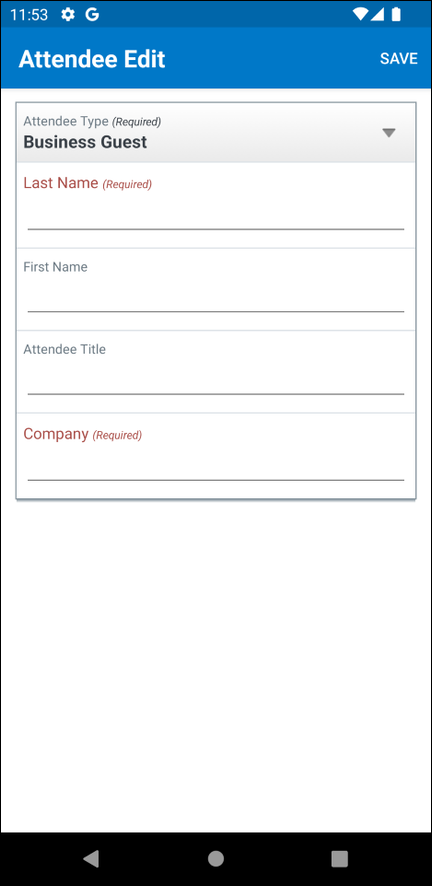 11:53
Attendee Edit
SAVE
Attendee Type (Required)
Business Guest
Last Name (Required)
First Name
Attendee Title
Company (Required)